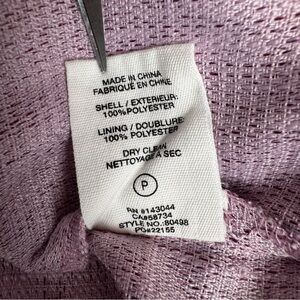 MADE IN CHINA
FABRIQUÉ EN CHINE
SHELL / EXTERIEUR:
100% POLYESTER
LINING / DOUBLURE:
100% POLYESTER
DRY CLEAN
NETTOYAGE A SEC
P
RN #143044
CA#58734
STYLE NO.:80498
PO#22155